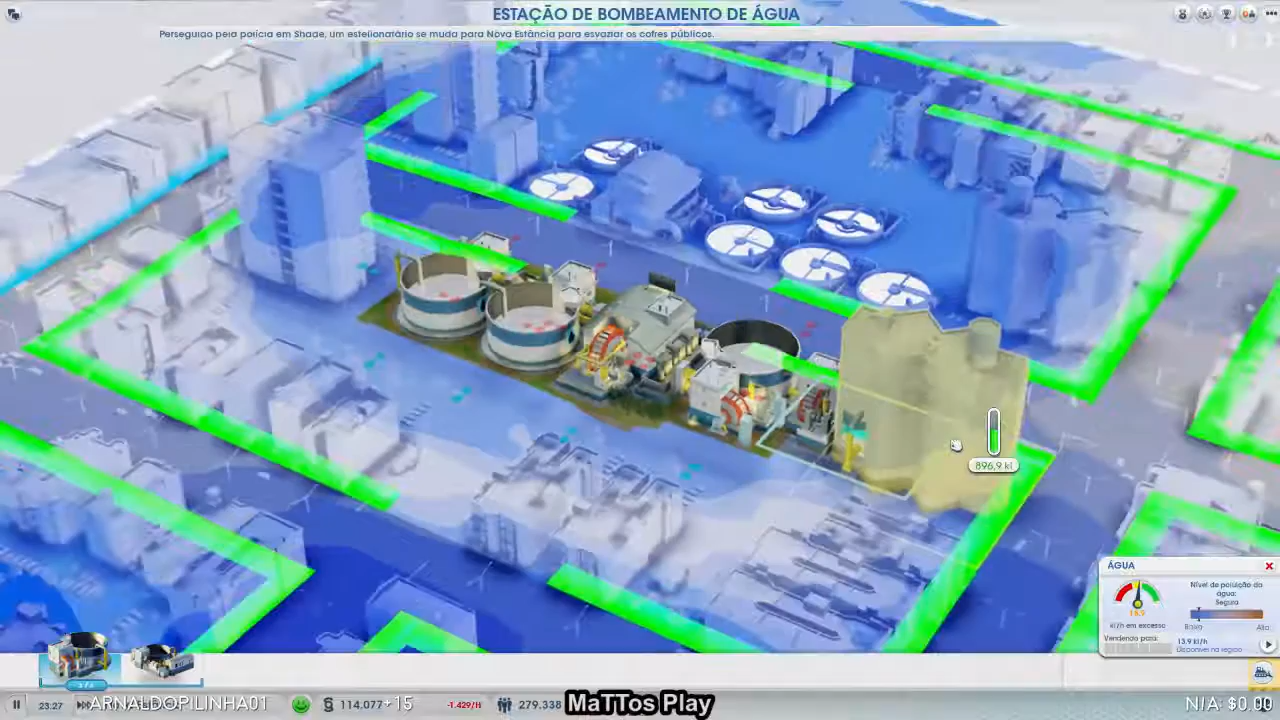 ESTAÇÃO DE BOMBEAMENTO DE ÁGUA
Perseguido pela polícia em Shade, um estelionatário se muda para Nova Estância para esvaziar os cofres públicos.
896,9 kl
ÁGUA
Nível de poluição da
água:
Segura
15.9
kl/h em excesso
Baixa
Alto
Vendendo para:
13.9 kl/h
Disponível na região
23:27
ARNALDOPILINHA01
114.077+15
-1.429/H
279.338
MaTTos Play
N/A: $0.00